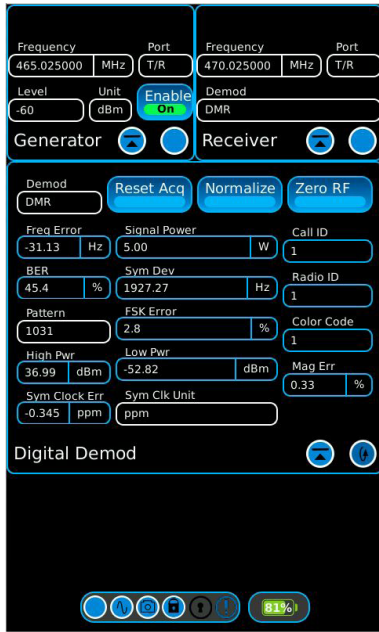 Frequency Port
465.025000 MHz T/R
Level Unit Enable
-60 dBm On
Generator
Frequency Port
470.025000 MHz T/R
Demod
DMR
Receiver
Demod
DMR
Reset Acq Normalize Zero RF
Freq Error Signal Power Call ID
-31.13 Hz 5.00 W 1
BER Sym Dev Radio ID
45.4 % 1927.27 Hz 1
Pattern FSK Error Color Code
1031 2.8 % 1
High Pwr Low Pwr Mag Err
36.99 dBm -52.82 dBm 0.33 %
Sym Clock Err Sym Clk Unit
-0.345 ppm ppm
Digital Demod
81%